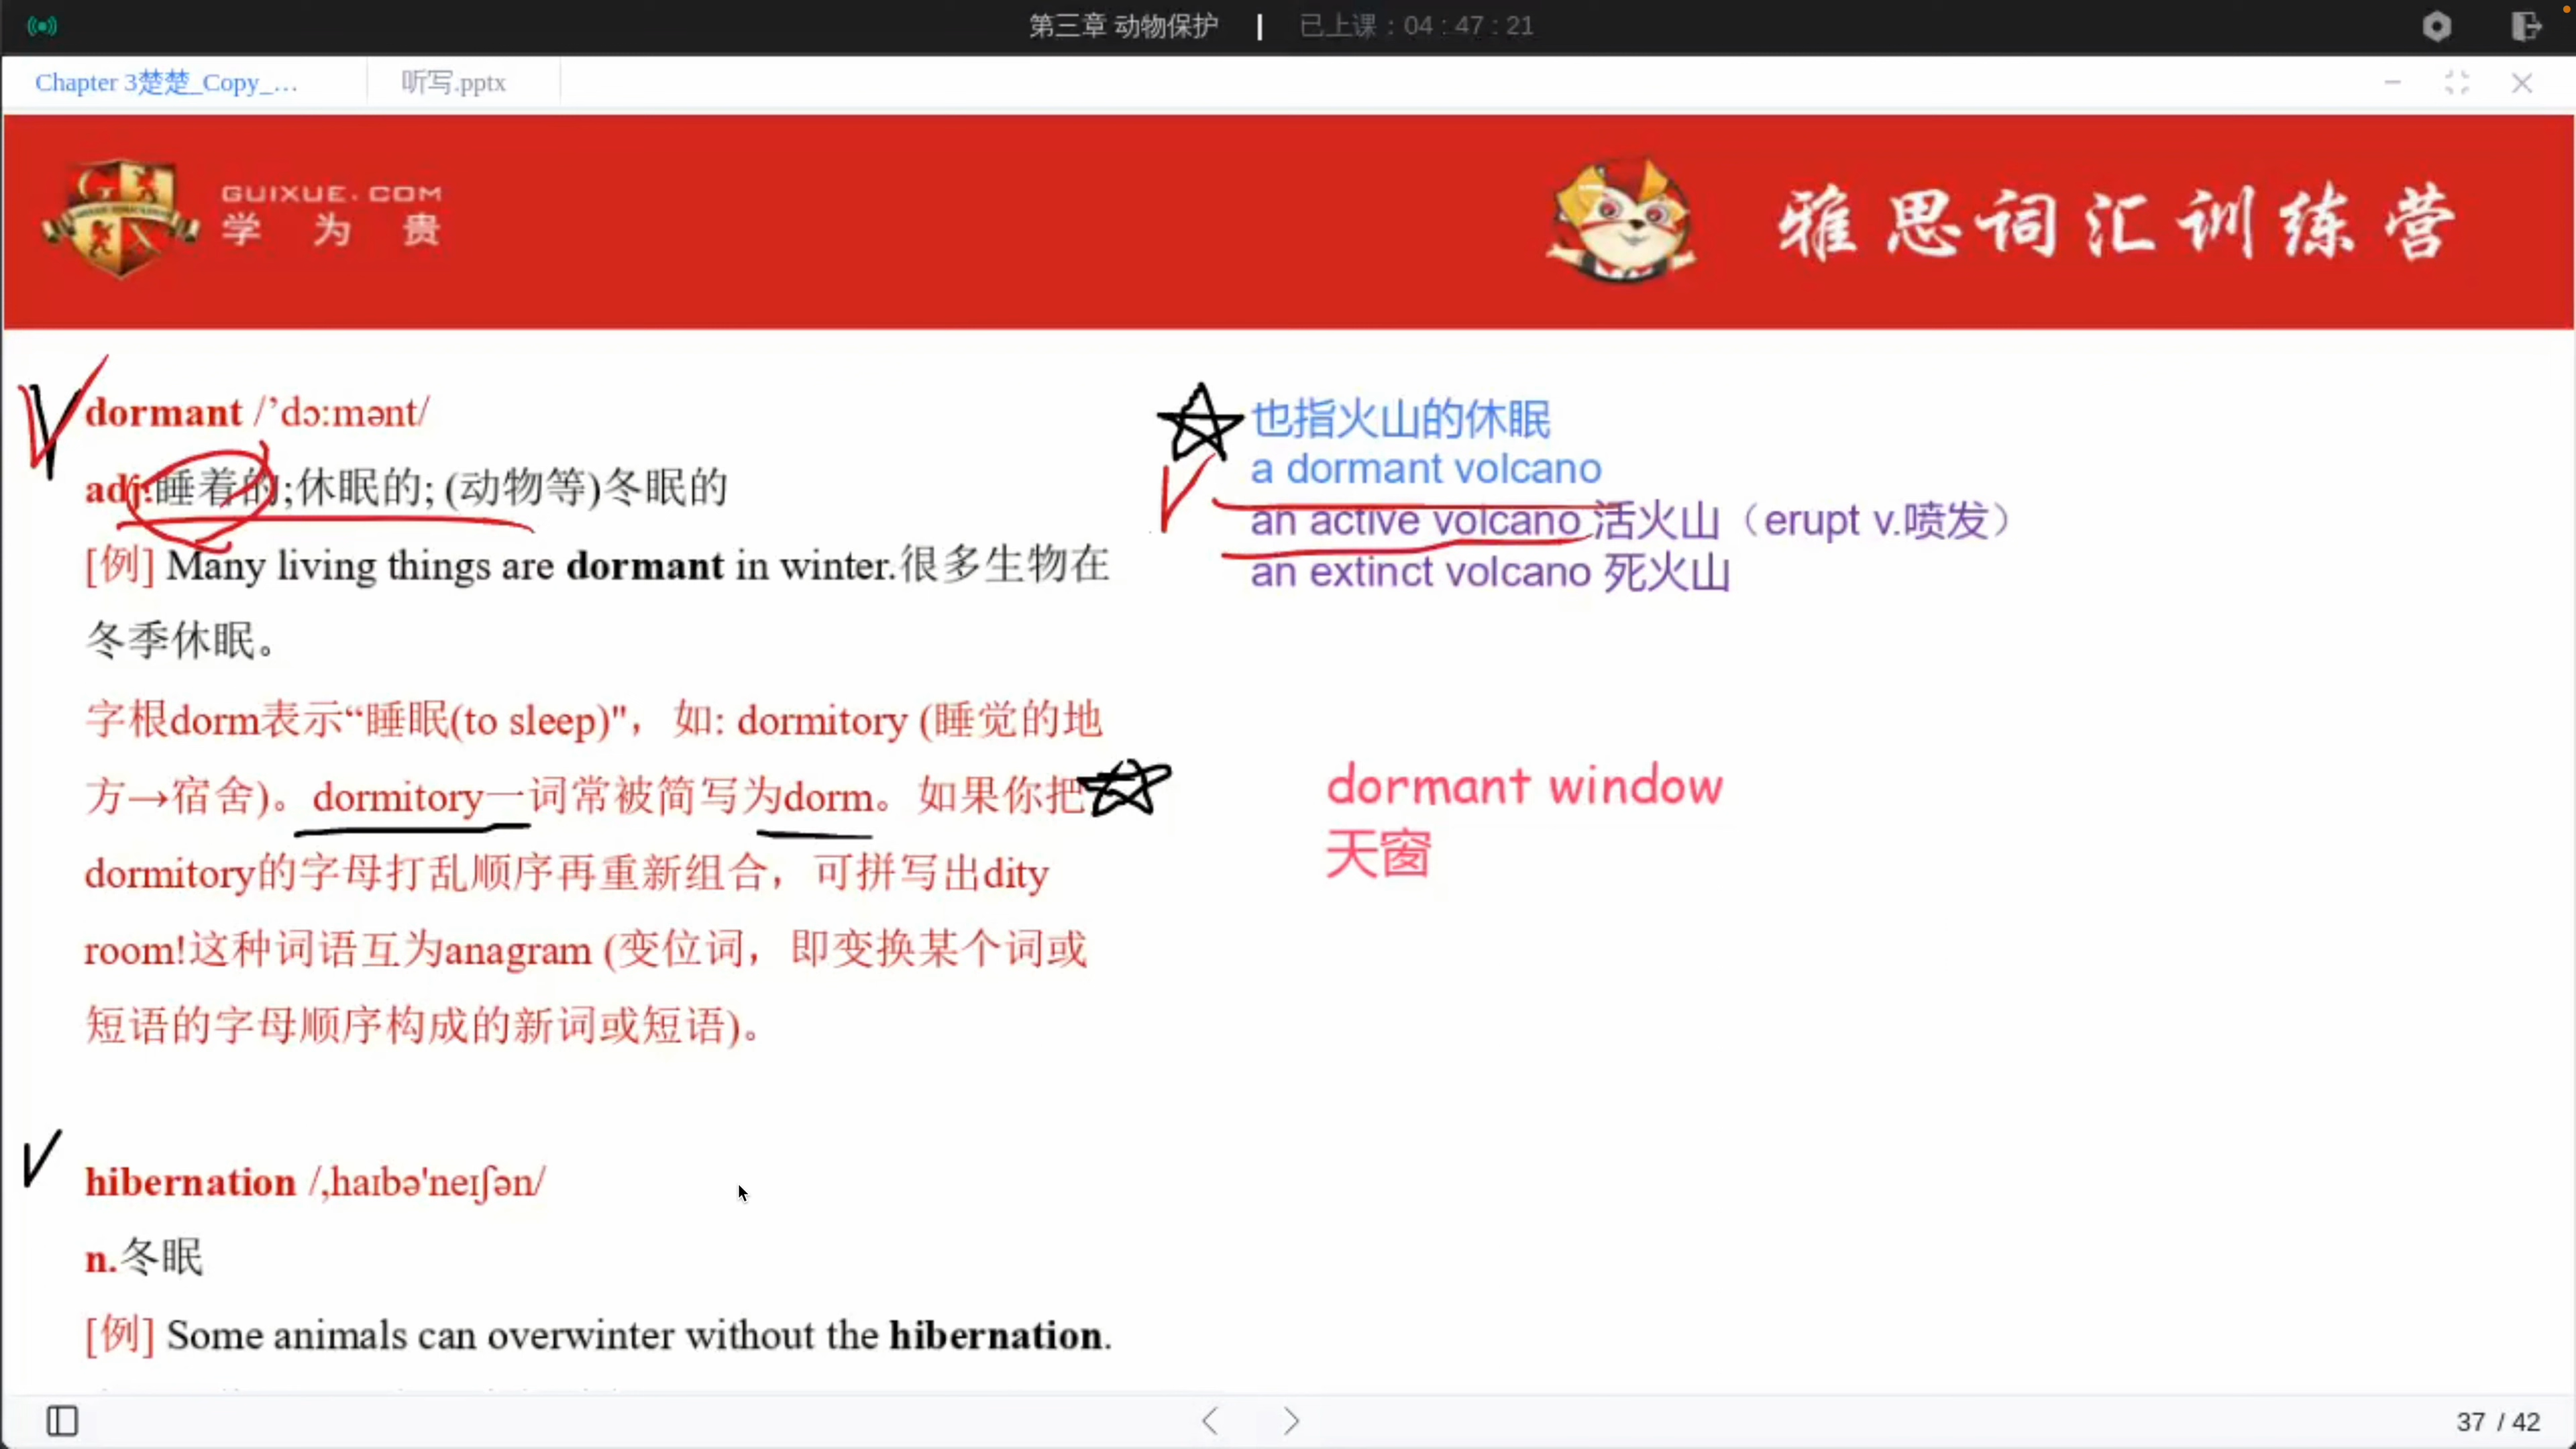 第三章 动物保护 | 已上课：04 : 47 : 21
Chapter 3楚楚_Copy_... 听写.pptx
GUIXUE.COM
学为贵
雅思词汇训练营
dormant /’dɔ:mənt/
adj.睡着的;休眠的; (动物等)冬眠的
[例] Many living things are dormant in winter.很多生物在
冬季休眠。
字根dorm表示“睡眠(to sleep)"，如: dormitory (睡觉的地
方→宿舍)。dormitory一词常被简写为dorm。如果你把
dormitory的字母打乱顺序再重新组合，可拼写出dity
room!这种词语互为anagram (变位词，即变换某个词或
短语的字母顺序构成的新词或短语)。
hibernation /,haɪbə'neɪʃən/
n.冬眠
[例] Some animals can overwinter without the hibernation.
也指火山的休眠
a dormant volcano
an active volcano 活火山（erupt v.喷发）
an extinct volcano 死火山
dormant window
天窗
37 / 42